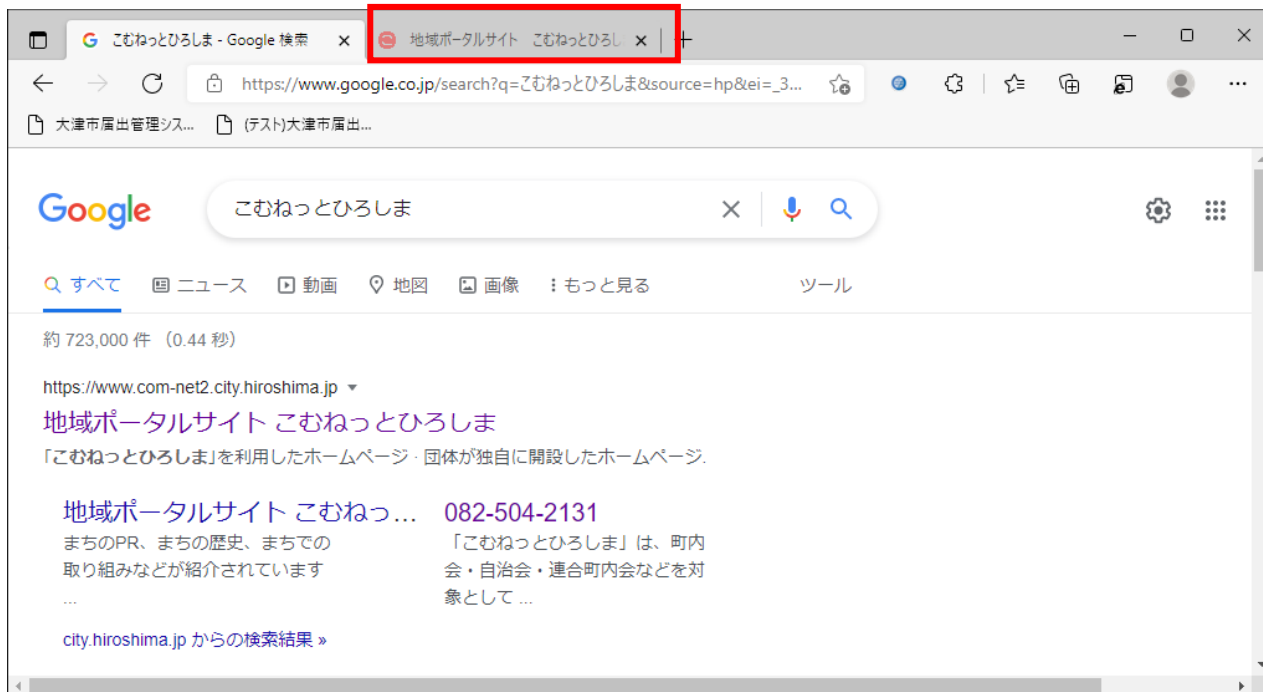 こむねっとひろしま - Google 検索
地域ポータルサイト こむねっとひろし
https://www.google.co.jp/search?q=こむねっとひろしま&source=hp&ei=_3...
大津市届出管理シス... (テスト)大津市届出...
Google
こむねっとひろしま
すべて ニュース 動画 地図 画像 もっと見る ツール
約 723,000 件 (0.44 秒)
https://www.com-net2.city.hiroshima.jp
地域ポータルサイト こむねっとひろしま
「こむねっとひろしま」を利用したホームページ · 団体が独自に開設したホームページ.
地域ポータルサイト こむねっ...
まちのPR、まちの歴史、まちでの
取り組みなどが紹介されています
...
082-504-2131
「こむねっとひろしま」は、町内
会・自治会・連合町内会などを対
象として ...
city.hiroshima.jp からの検索結果 »